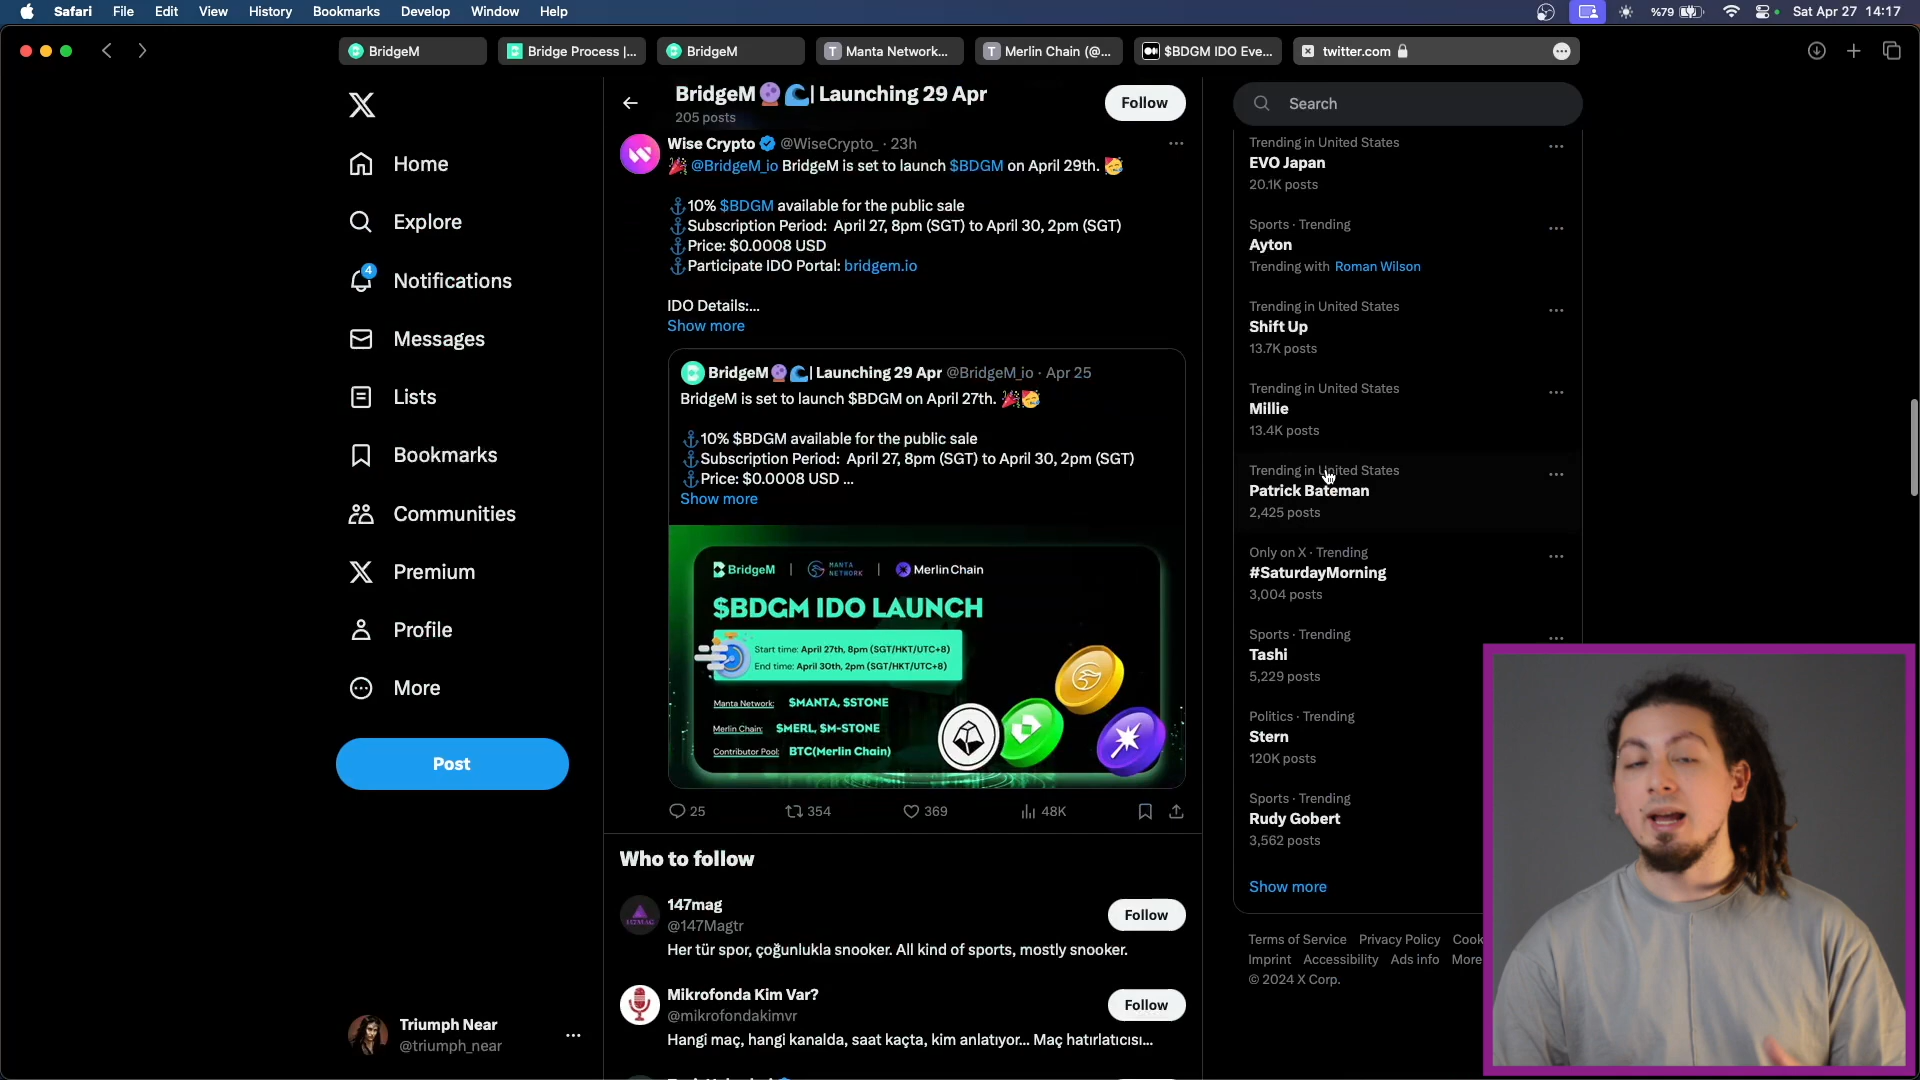 Safari File Edit View History Bookmarks Develop Window Help
%79
Sat Apr 27 14:17
BridgeM
Bridge Process |...
BridgeM
T Manta Network...
T Merlin Chain (@...
$BDGM IDO Eve...
twitter.com
Home
Explore
4
Notifications
Messages
Lists
Bookmarks
Communities
Premium
Profile
More
Post
Triumph Near
@triumph_near
BridgeM🔮🌊| Launching 29 Apr
205 posts
Follow
Wise Crypto @WiseCrypto_ · 23h
🎉 @BridgeM_io BridgeM is set to launch $BDGM on April 29th. 🥳
⚓10% $BDGM available for the public sale
⚓Subscription Period: April 27, 8pm (SGT) to April 30, 2pm (SGT)
⚓Price: $0.0008 USD
⚓Participate IDO Portal: bridgem.io
IDO Details:...
Show more
BridgeM🔮🌊| Launching 29 Apr @BridgeM_io · Apr 25
BridgeM is set to launch $BDGM on April 27th. 🎉🥳
⚓10% $BDGM available for the public sale
⚓Subscription Period: April 27, 8pm (SGT) to April 30, 2pm (SGT)
⚓Price: $0.0008 USD ...
Show more
BridgeM | MANTA NETWORK | Merlin Chain
$BDGM IDO LAUNCH
Start time: April 27th, 8pm (SGT/HKT/UTC+8)
End time: April 30th, 2pm (SGT/HKT/UTC+8)
Manta Network: $MANTA, $STONE
Merlin Chain: $MERL, $M-STONE
Contributor Pool: BTC(Merlin Chain)
25 354 369 48K
Who to follow
147mag
@147Magtr
Follow
Her tür spor, çoğunlukla snooker. All kind of sports, mostly snooker.
Mikrofonda Kim Var?
@mikrofondakimvr
Follow
Hangi maç, hangi kanalda, saat kaçta, kim anlatıyor... Maç hatırlatıcısı...
Search
Trending in United States
EVO Japan
20.1K posts
Sports · Trending
Ayton
Trending with Roman Wilson
Trending in United States
Shift Up
13.7K posts
Trending in United States
Millie
13.4K posts
Trending in United States
Patrick Bateman
2,425 posts
Only on X · Trending
#SaturdayMorning
3,004 posts
Sports · Trending
Tashi
5,229 posts
Politics · Trending
Stern
120K posts
Sports · Trending
Rudy Gobert
3,562 posts
Show more
Terms of Service Privacy Policy Cook
Imprint Accessibility Ads info More
© 2024 X Corp.